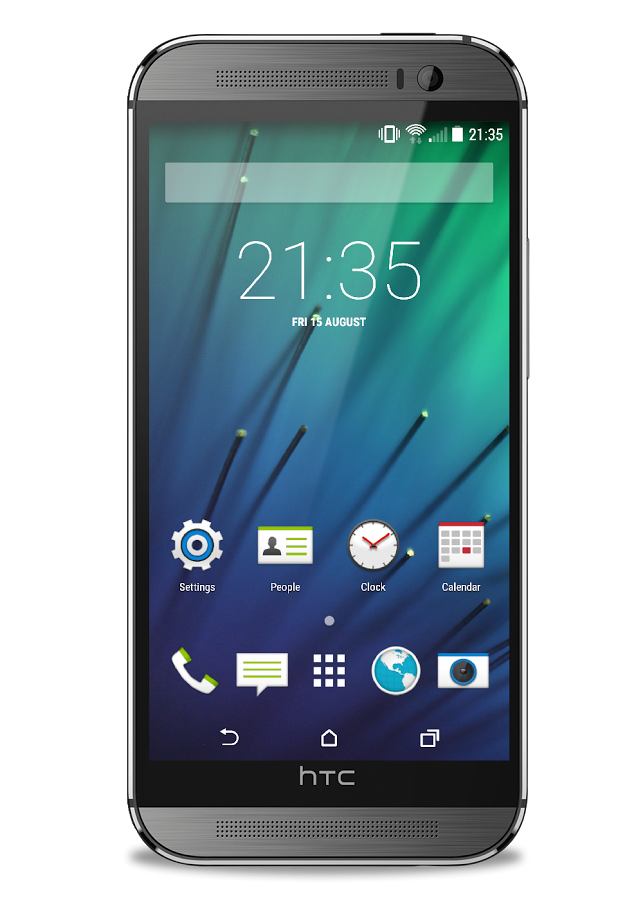 21:35
21:35
FRI 15 AUGUST
Settings
People
Clock
Calendar
hTC